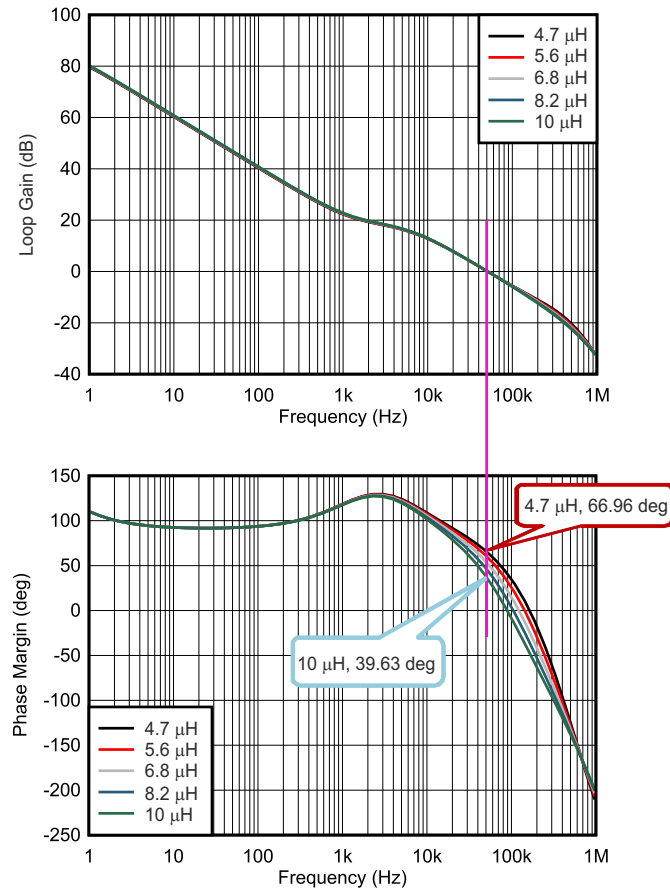 4.7 μH
5.6 μH
6.8 μH
8.2 μH
10 μH
100
80
60
40
20
0
-20
-40
Loop Gain (dB)
1 10 100 1k 10k 100k 1M
Frequency (Hz)
150
100
50
0
-50
-100
-150
-200
-250
Phase Margin (deg)
4.7 μH, 66.96 deg
10 μH, 39.63 deg
4.7 μH
5.6 μH
6.8 μH
8.2 μH
10 μH
1 10 100 1k 10k 100k 1M
Frequency (Hz)